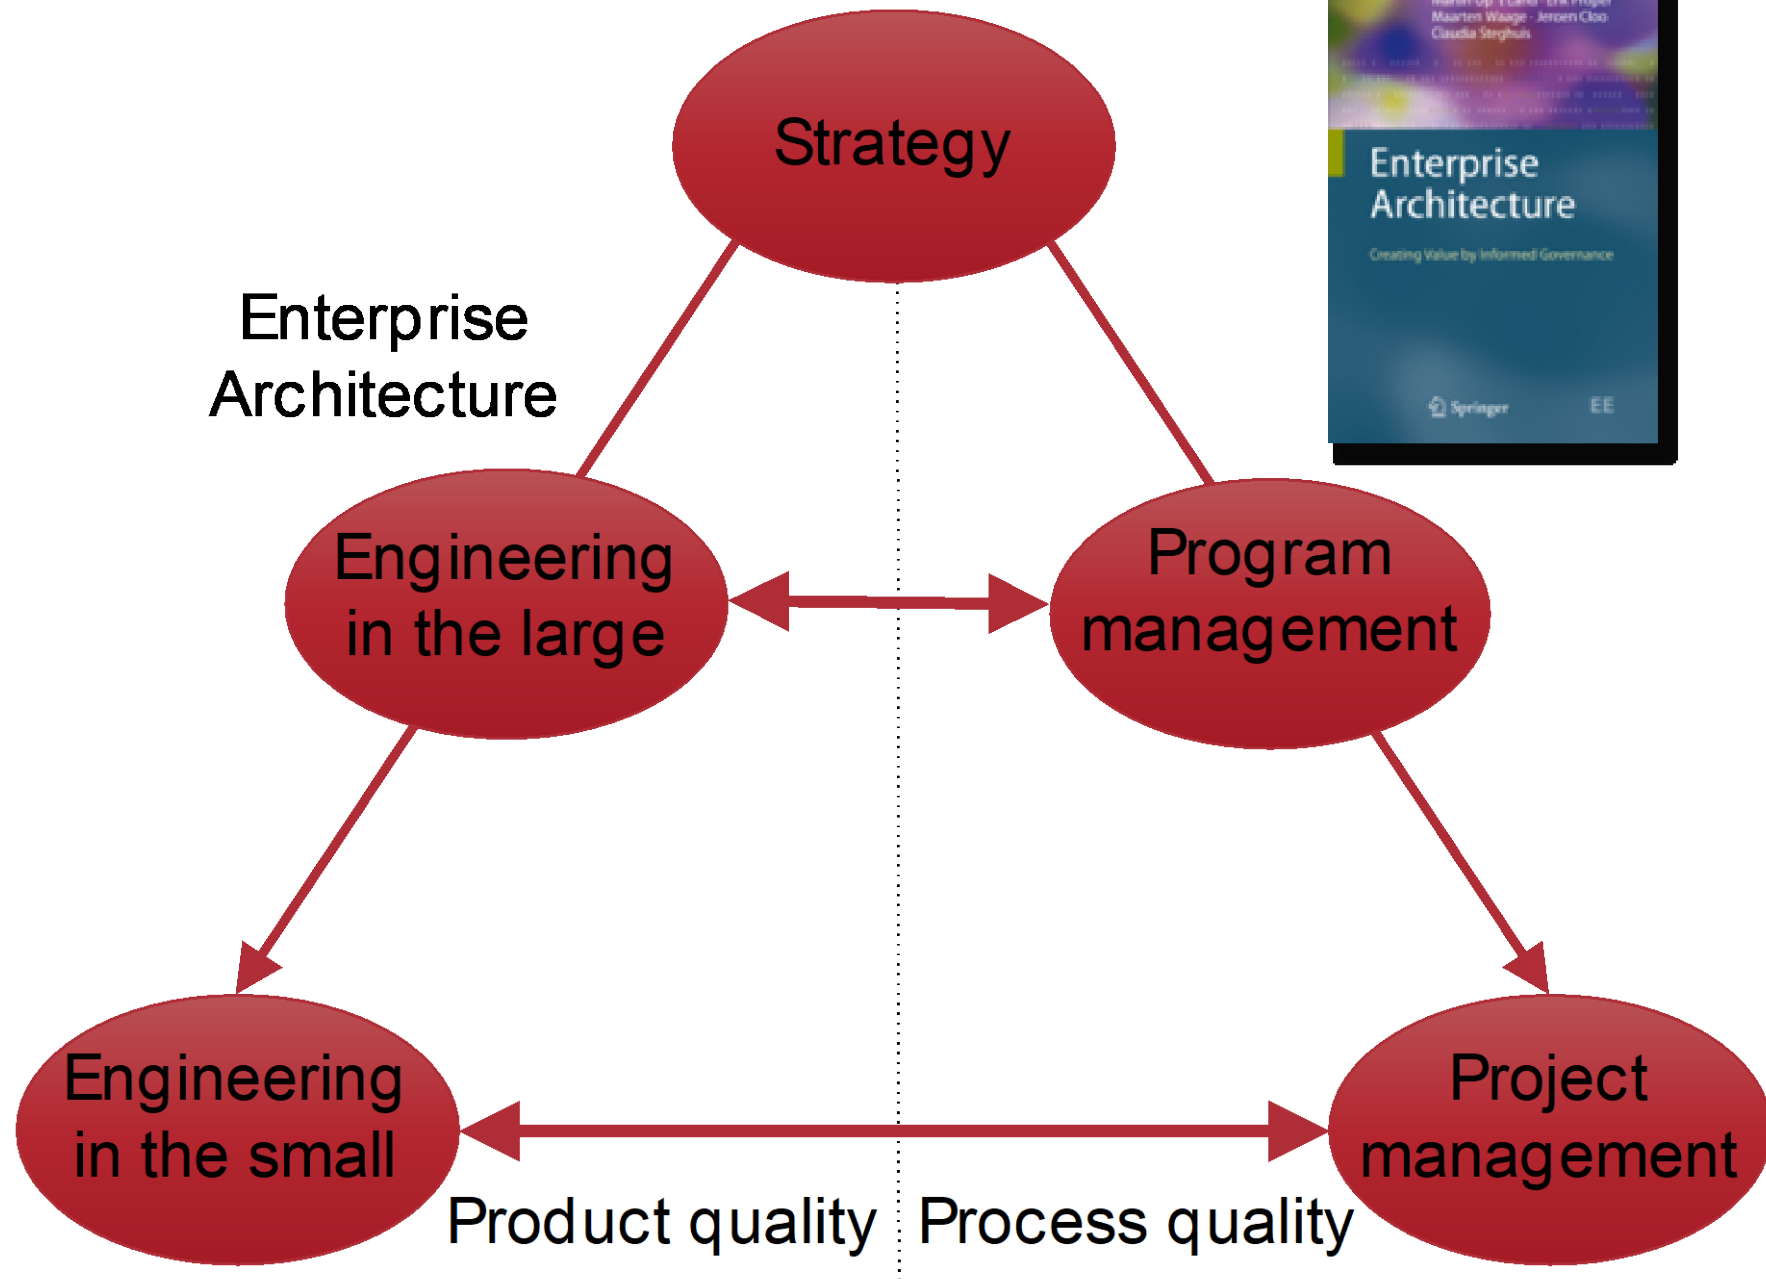 Maarten Waage · Jeroen Cloo
Claudia Steghuis
Strategy
Enterprise
Architecture
Creating Value by Informed Governance
Springer
EE
Enterprise
Architecture
Engineering
in the large
Program
management
Engineering
in the small
Project
management
Product quality
Process quality